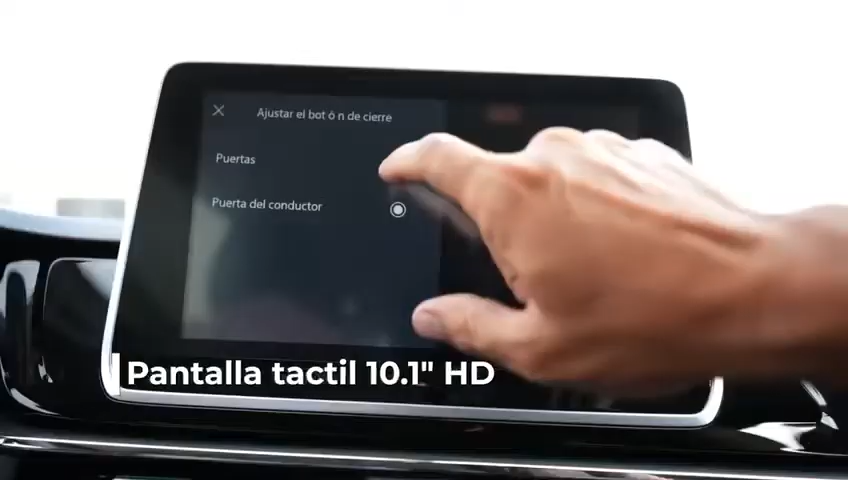 Ajustar el bot ó n de cierre
Puertas
Puerta del conductor
Pantalla tactil 10.1" HD